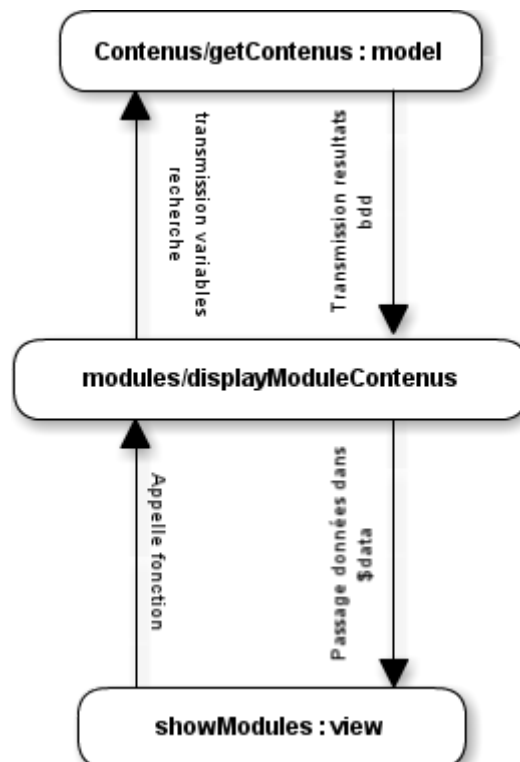 Contenus/getContenus : model
transmission variables
recherche
Transmission resultats
bdd
modules/displayModuleContenus
Appelle fonction
Passage données dans
$data
showModules : view